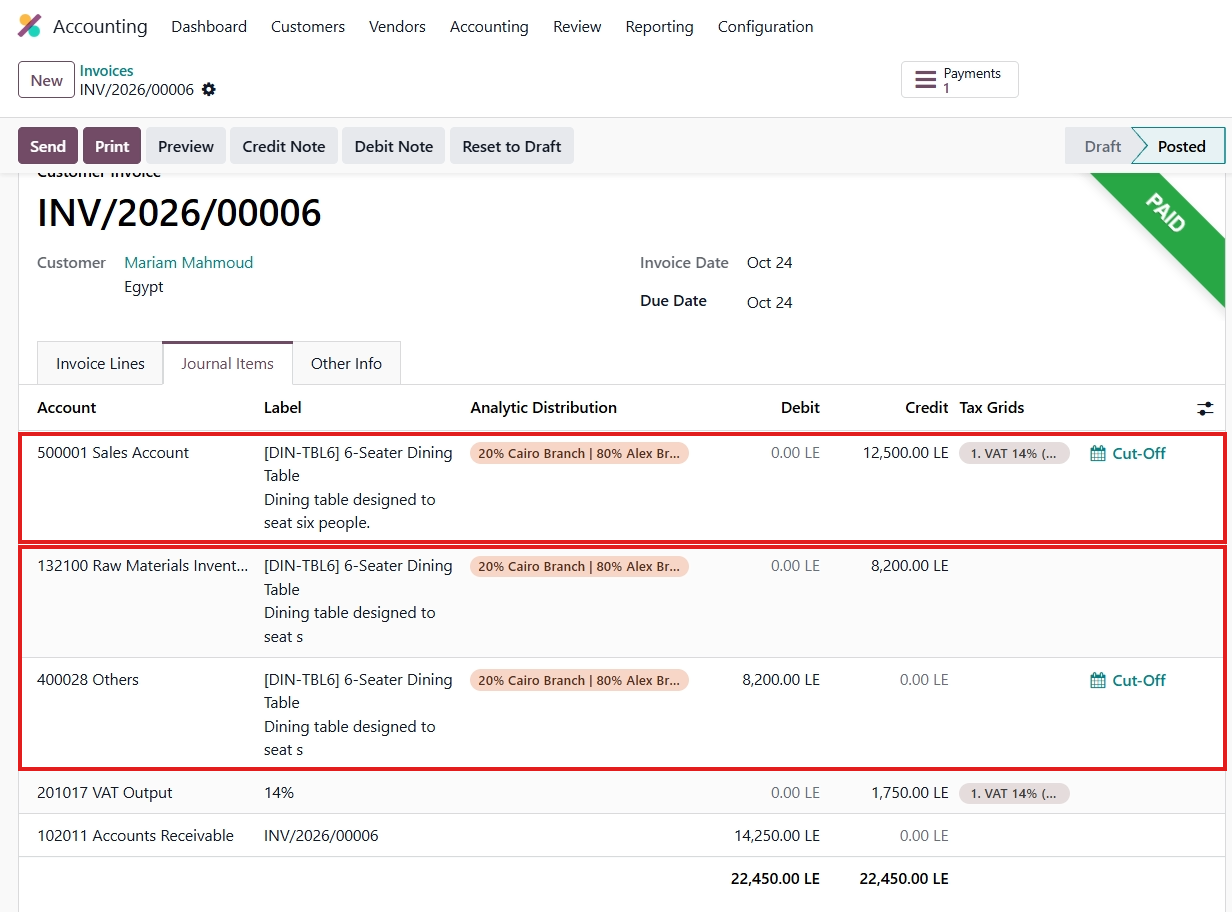 Accounting Dashboard Customers Vendors Accounting Review Reporting Configuration
New
Invoices
INV/2026/00006
Payments
1
Send Print Preview Credit Note Debit Note Reset to Draft Draft Posted
Customer Invoice
INV/2026/00006
PAID
Customer Mariam Mahmoud
Egypt
Invoice Date Oct 24
Due Date Oct 24
Invoice Lines Journal Items Other Info
Account Label Analytic Distribution Debit Credit Tax Grids
500001 Sales Account [DIN-TBL6] 6-Seater Dining 20% Cairo Branch | 80% Alex Br... 0.00 LE 12,500.00 LE 1. VAT 14% (... Cut-Off
Table
Dining table designed to
seat six people.
132100 Raw Materials Invent... [DIN-TBL6] 6-Seater Dining 20% Cairo Branch | 80% Alex Br... 0.00 LE 8,200.00 LE
Table
Dining table designed to
seat s
400028 Others [DIN-TBL6] 6-Seater Dining 20% Cairo Branch | 80% Alex Br... 8,200.00 LE 0.00 LE Cut-Off
Table
Dining table designed to
seat s
201017 VAT Output 14% 0.00 LE 1,750.00 LE 1. VAT 14% (...
102011 Accounts Receivable INV/2026/00006 14,250.00 LE 0.00 LE
22,450.00 LE 22,450.00 LE